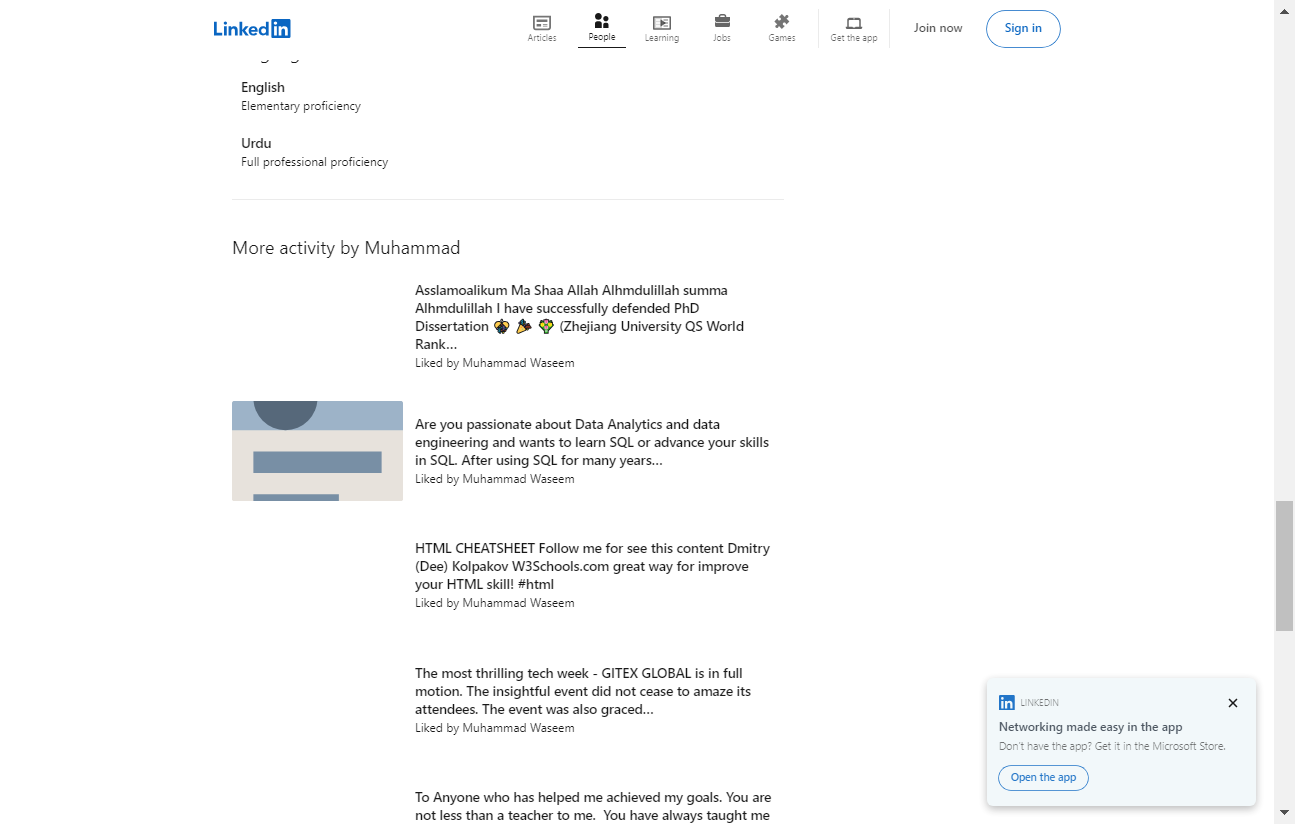 LinkedIn
Articles
People
Learning
Jobs
Games
Get the app
Join now
Sign in
English
Elementary proficiency
Urdu
Full professional proficiency
More activity by Muhammad
Asslamoalikum Ma Shaa Allah Alhmdulillah summa
Alhmdulillah I have successfully defended PhD
Dissertation (Zhejiang University QS World
Rank...
Liked by Muhammad Waseem
Are you passionate about Data Analytics and data
engineering and wants to learn SQL or advance your skills
in SQL. After using SQL for many years...
Liked by Muhammad Waseem
HTML CHEATSHEET Follow me for see this content Dmitry
(Dee) Kolpakov W3Schools.com great way for improve
your HTML skill! #html
Liked by Muhammad Waseem
The most thrilling tech week - GITEX GLOBAL is in full
motion. The insightful event did not cease to amaze its
attendees. The event was also graced...
Liked by Muhammad Waseem
To Anyone who has helped me achieved my goals. You are
not less than a teacher to me. You have always taught me
LINKEDIN
Networking made easy in the app
Don't have the app? Get it in the Microsoft Store.
Open the app